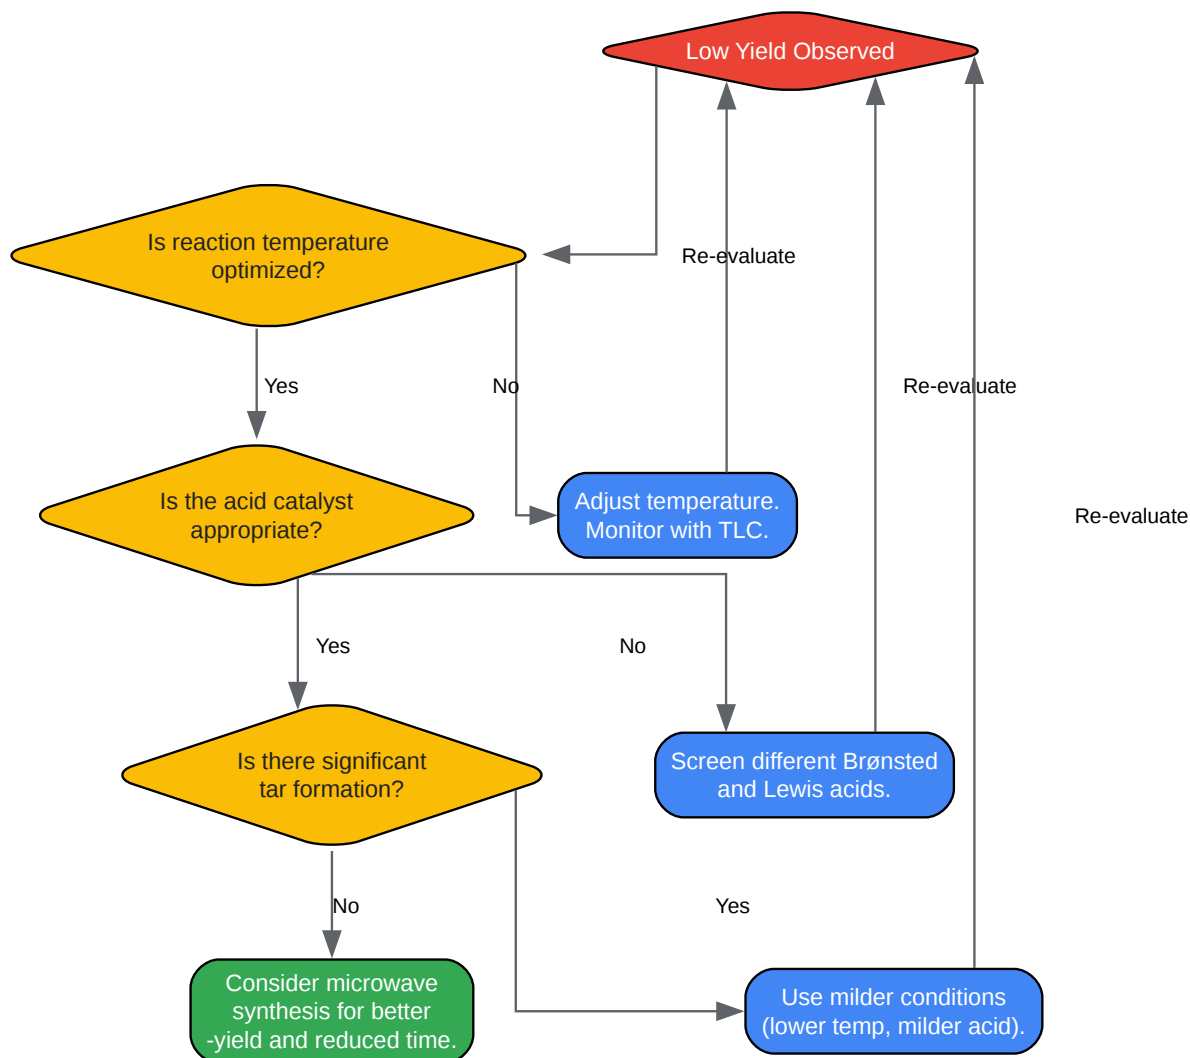 Low Yield Observed
Is reaction temperature
optimized?
Re-evaluate
Yes
No
Re-evaluate
Is the acid catalyst
appropriate?
Adjust temperature.
Monitor with TLC.
Re-evaluate
Yes
No
Is there significant
tar formation?
Screen different Brønsted
and Lewis acids.
No
Yes
Consider microwave
synthesis for better
-yield and reduced time.
Use milder conditions
(lower temp, milder acid).